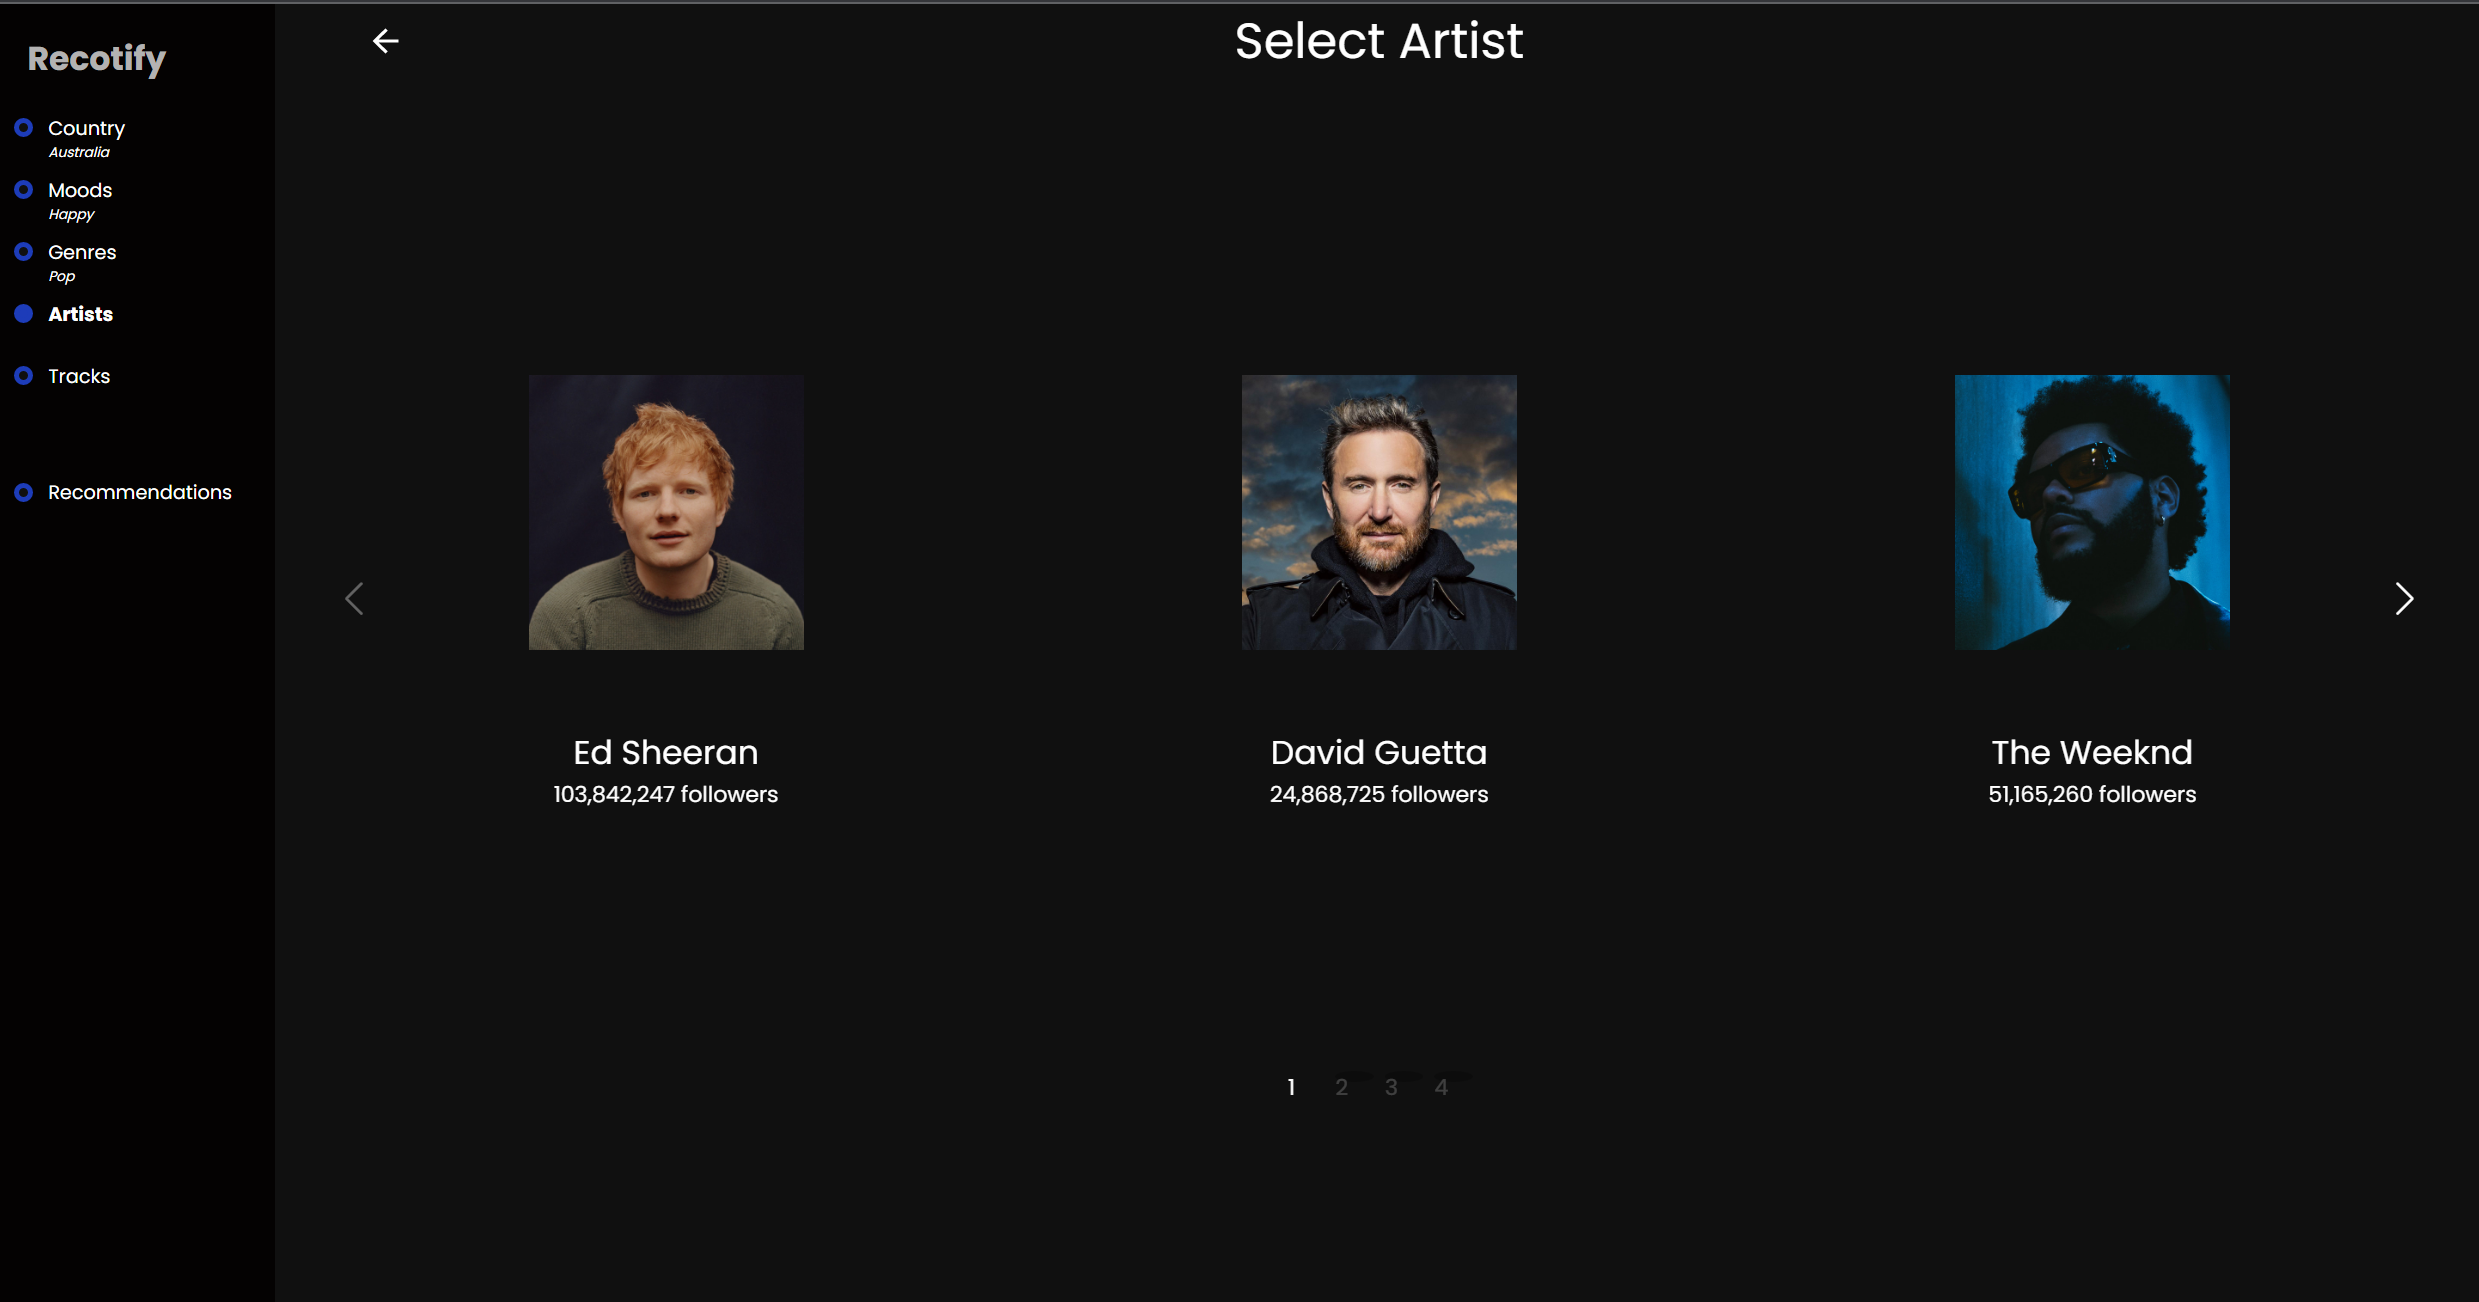 Recotify
Country
Australia
Moods
Happy
Genres
Pop
Artists
Tracks
Recommendations
Select Artist
Ed Sheeran
103,842,247 followers
David Guetta
24,868,725 followers
The Weeknd
51,165,260 followers
1 2 3 4